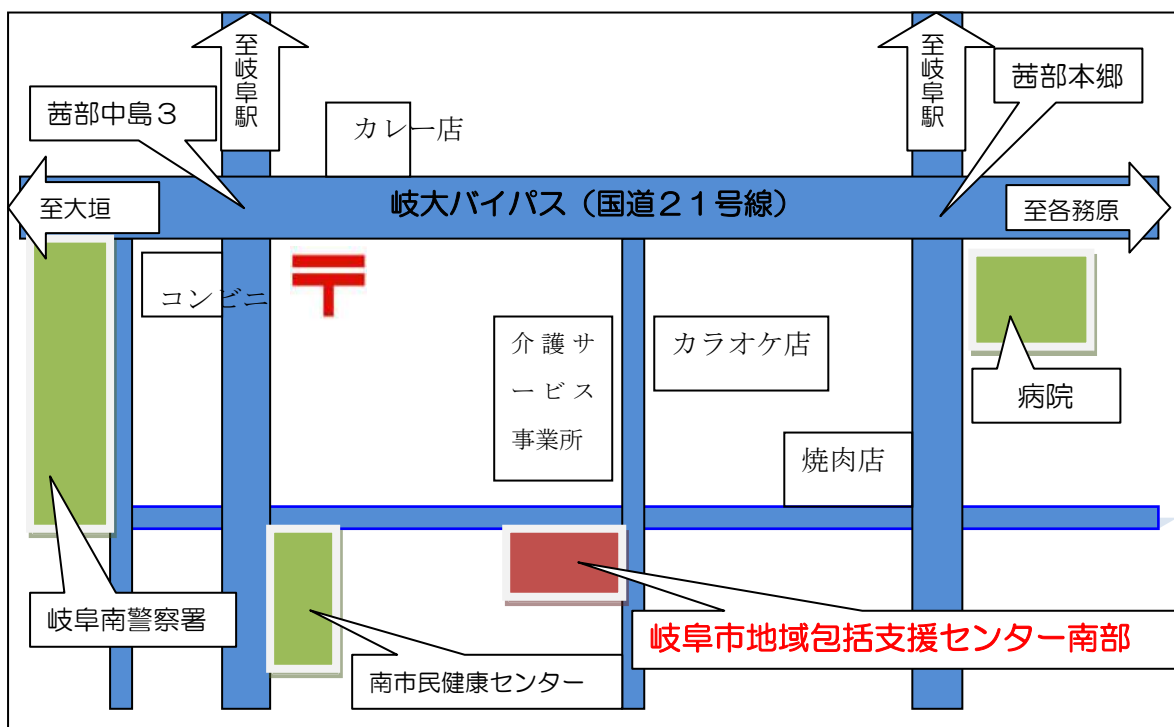 至岐阜駅
至岐阜駅
茜部本郷
茜部中島３
カレー店
岐大バイパス（国道２１号線）
至大垣
至各務原
コンビニ
介護サ
ービス
事業所
カラオケ店
病院
焼肉店
岐阜南警察署
岐阜市地域包括支援センター南部
南市民健康センター